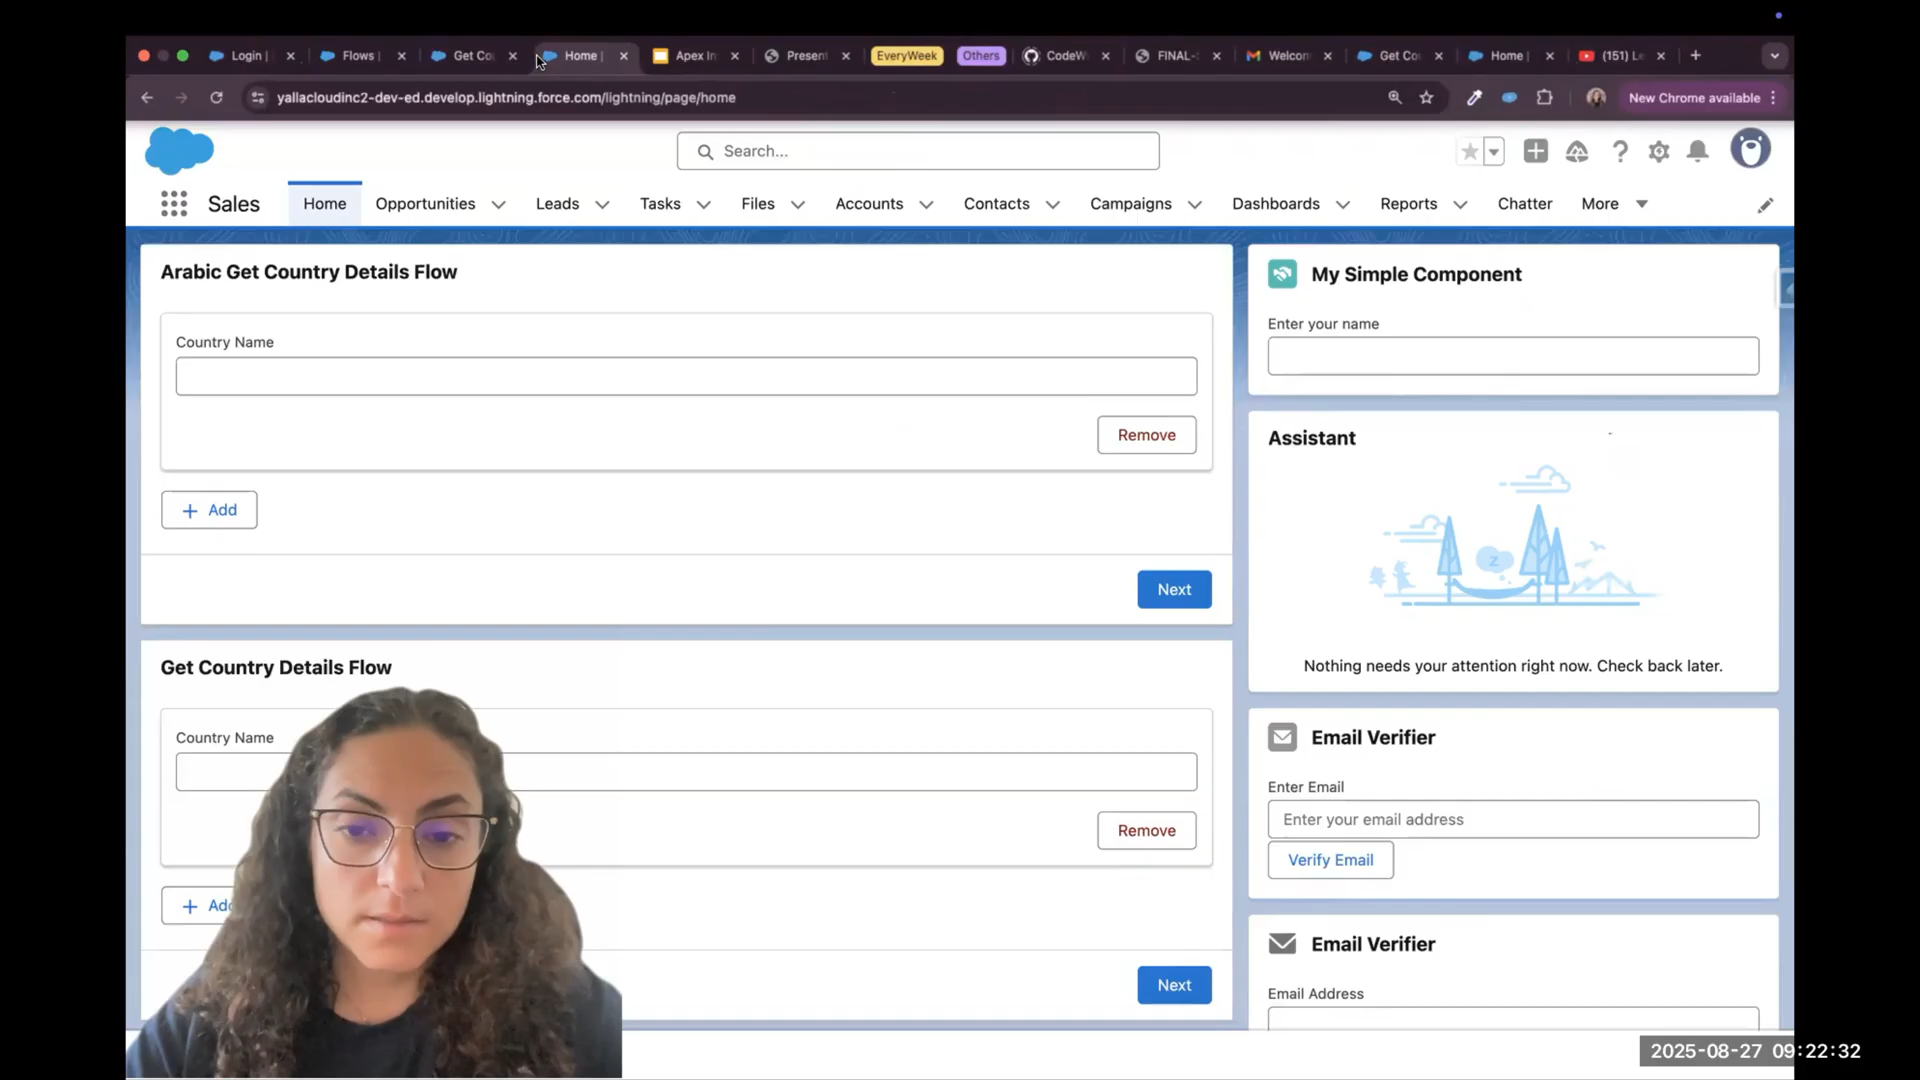 Login |
Flows |
Get Co
Home |
Apex In
Present
EveryWeek
Others
CodeW
FINAL-
Welcon
Get Co
Home |
(151) Le
yallacloudinc2-dev-ed.develop.lightning.force.com/lightning/page/home
New Chrome available
Search...
Sales
Home
Opportunities
Leads
Tasks
Files
Accounts
Contacts
Campaigns
Dashboards
Reports
Chatter
More
Arabic Get Country Details Flow
Country Name
Remove
+ Add
Next
Get Country Details Flow
Country Name
Remove
+ Add
Next
My Simple Component
Enter your name
Assistant
Nothing needs your attention right now. Check back later.
Email Verifier
Enter Email
Enter your email address
Verify Email
Email Verifier
Email Address
2025-08-27 09:22:32